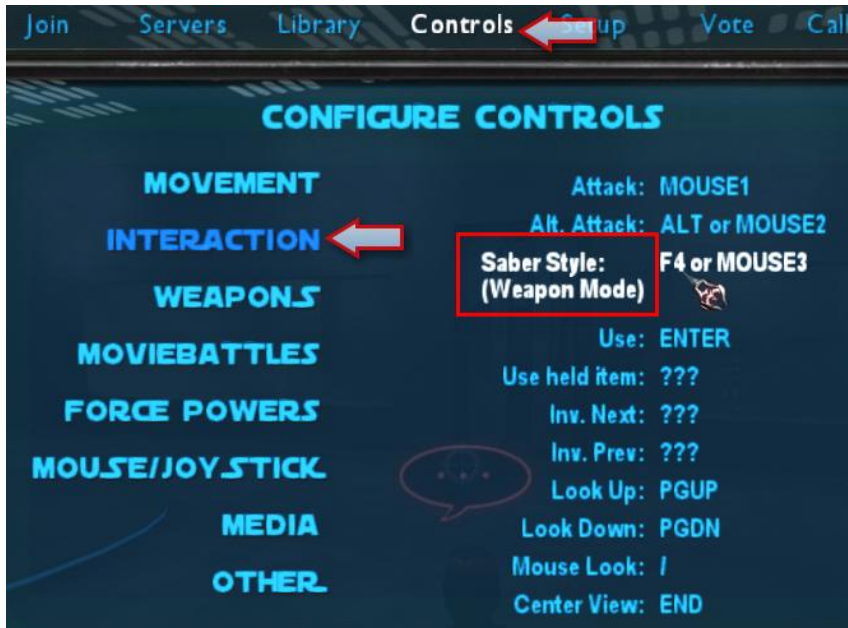 Join Servers Library Controls Setup Vote Call
CONFIGURE CONTROLS
MOVEMENT
INTERACTION
WEAPONS
MOVIEBATTLES
FORCE POWERS
MOUSE/JOYSTICK
MEDIA
OTHER
Attack: MOUSE1
Alt. Attack: ALT or MOUSE2
Saber Style: F4 or MOUSE3
(Weapon Mode)
Use: ENTER
Use held item: ???
Inv. Next: ???
Inv. Prev: ???
Look Up: PGUP
Look Down: PGDN
Mouse Look: /
Center View: END